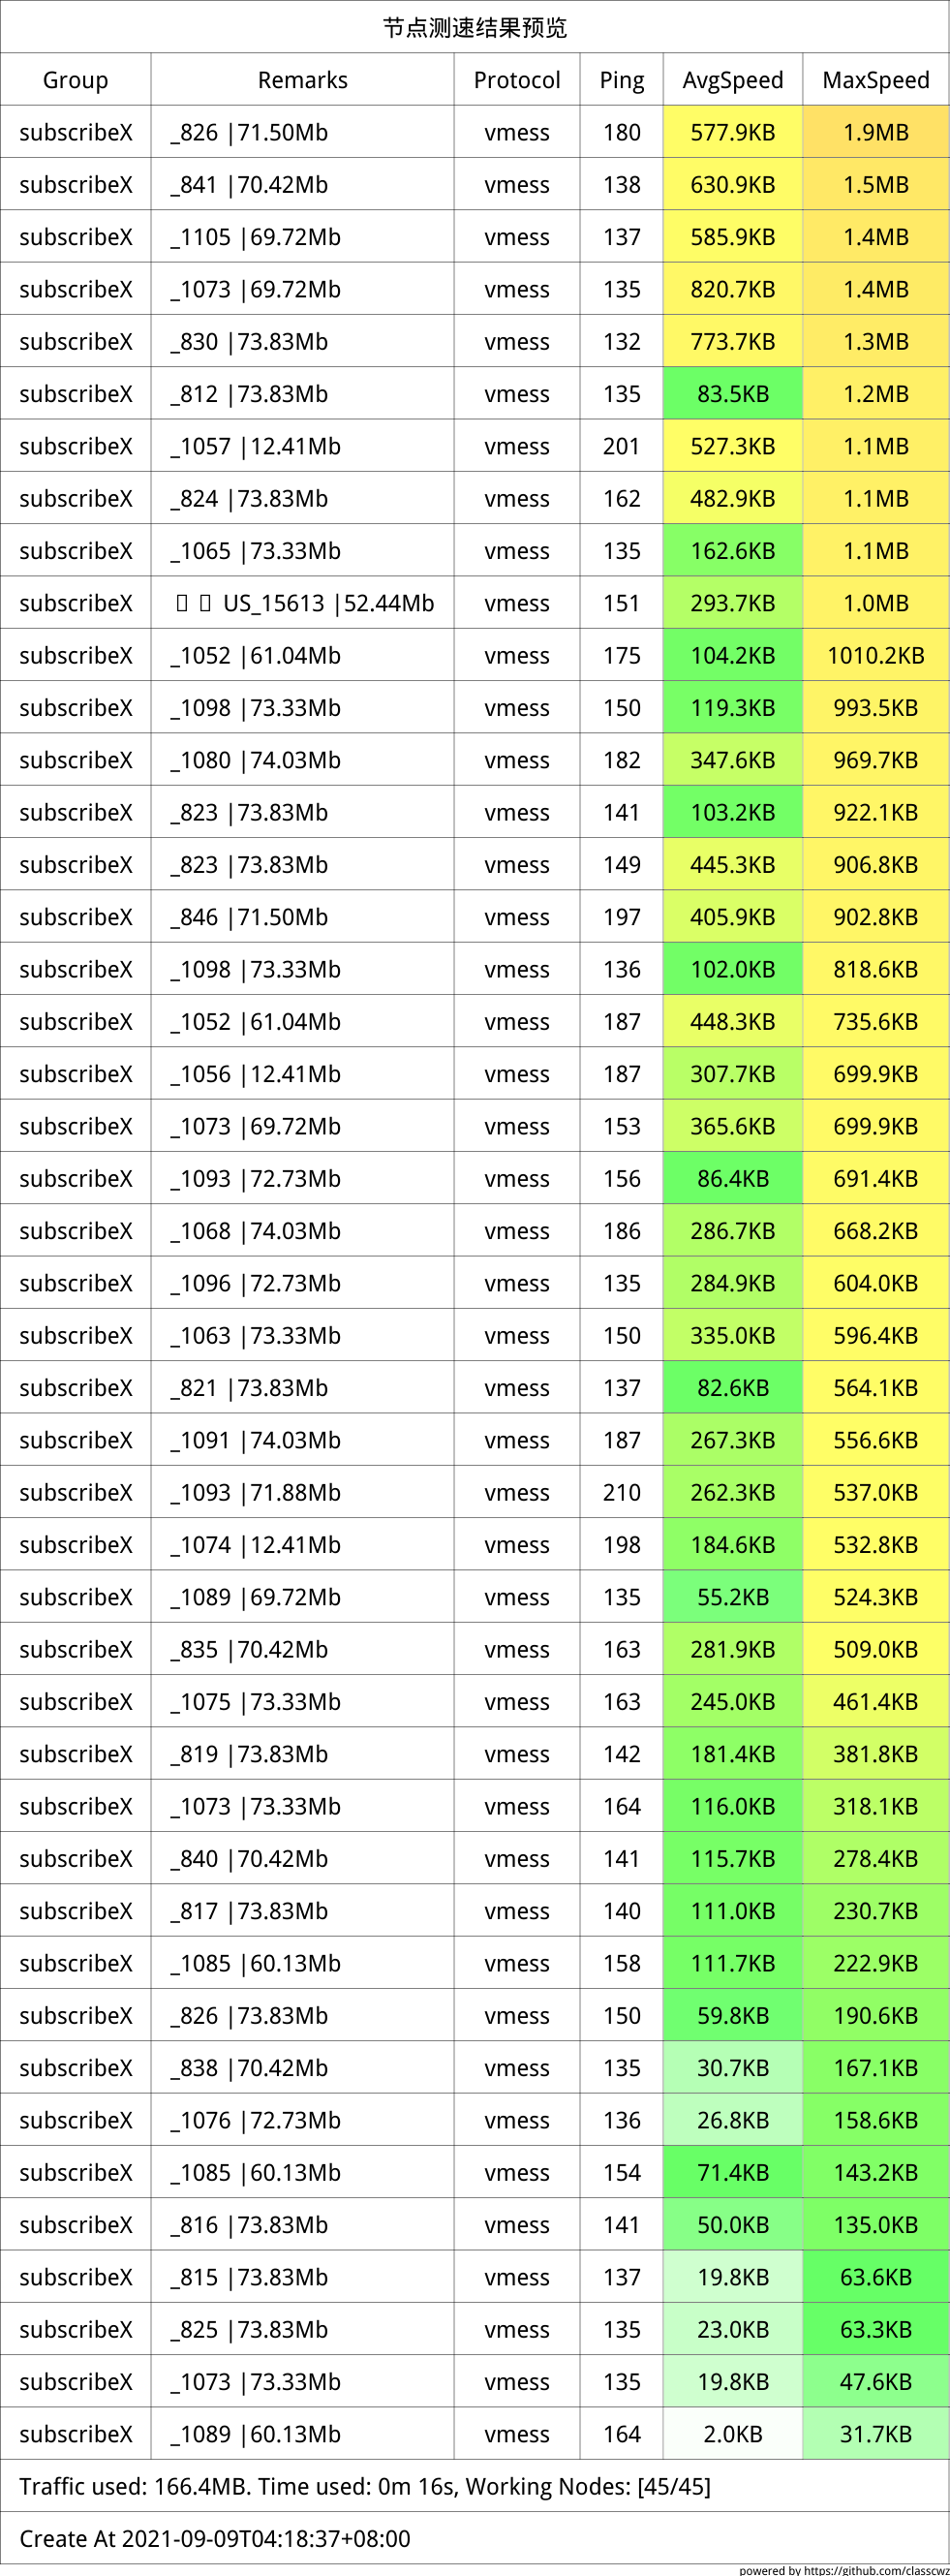 节点测速结果预览
Group Remarks Protocol Ping AvgSpeed MaxSpeed
subscribeX _826 |71.50Mb vmess 180 577.9KB 1.9MB
subscribeX _841 |70.42Mb vmess 138 630.9KB 1.5MB
subscribeX _1105 |69.72Mb vmess 137 585.9KB 1.4MB
subscribeX _1073 |69.72Mb vmess 135 820.7KB 1.4MB
subscribeX _830 |73.83Mb vmess 132 773.7KB 1.3MB
subscribeX _812 |73.83Mb vmess 135 83.5KB 1.2MB
subscribeX _1057 |12.41Mb vmess 201 527.3KB 1.1MB
subscribeX _824 |73.83Mb vmess 162 482.9KB 1.1MB
subscribeX _1065 |73.33Mb vmess 135 162.6KB 1.1MB
subscribeX US_15613 |52.44Mb vmess 151 293.7KB 1.0MB
subscribeX _1052 |61.04Mb vmess 175 104.2KB 1010.2KB
subscribeX _1098 |73.33Mb vmess 150 119.3KB 993.5KB
subscribeX _1080 |74.03Mb vmess 182 347.6KB 969.7KB
subscribeX _823 |73.83Mb vmess 141 103.2KB 922.1KB
subscribeX _823 |73.83Mb vmess 149 445.3KB 906.8KB
subscribeX _846 |71.50Mb vmess 197 405.9KB 902.8KB
subscribeX _1098 |73.33Mb vmess 136 102.0KB 818.6KB
subscribeX _1052 |61.04Mb vmess 187 448.3KB 735.6KB
subscribeX _1056 |12.41Mb vmess 187 307.7KB 699.9KB
subscribeX _1073 |69.72Mb vmess 153 365.6KB 699.9KB
subscribeX _1093 |72.73Mb vmess 156 86.4KB 691.4KB
subscribeX _1068 |74.03Mb vmess 186 286.7KB 668.2KB
subscribeX _1096 |72.73Mb vmess 135 284.9KB 604.0KB
subscribeX _1063 |73.33Mb vmess 150 335.0KB 596.4KB
subscribeX _821 |73.83Mb vmess 137 82.6KB 564.1KB
subscribeX _1091 |74.03Mb vmess 187 267.3KB 556.6KB
subscribeX _1093 |71.88Mb vmess 210 262.3KB 537.0KB
subscribeX _1074 |12.41Mb vmess 198 184.6KB 532.8KB
subscribeX _1089 |69.72Mb vmess 135 55.2KB 524.3KB
subscribeX _835 |70.42Mb vmess 163 281.9KB 509.0KB
subscribeX _1075 |73.33Mb vmess 163 245.0KB 461.4KB
subscribeX _819 |73.83Mb vmess 142 181.4KB 381.8KB
subscribeX _1073 |73.33Mb vmess 164 116.0KB 318.1KB
subscribeX _840 |70.42Mb vmess 141 115.7KB 278.4KB
subscribeX _817 |73.83Mb vmess 140 111.0KB 230.7KB
subscribeX _1085 |60.13Mb vmess 158 111.7KB 222.9KB
subscribeX _826 |73.83Mb vmess 150 59.8KB 190.6KB
subscribeX _838 |70.42Mb vmess 135 30.7KB 167.1KB
subscribeX _1076 |72.73Mb vmess 136 26.8KB 158.6KB
subscribeX _1085 |60.13Mb vmess 154 71.4KB 143.2KB
subscribeX _816 |73.83Mb vmess 141 50.0KB 135.0KB
subscribeX _815 |73.83Mb vmess 137 19.8KB 63.6KB
subscribeX _825 |73.83Mb vmess 135 23.0KB 63.3KB
subscribeX _1073 |73.33Mb vmess 135 19.8KB 47.6KB
subscribeX _1089 |60.13Mb vmess 164 2.0KB 31.7KB
Traffic used: 166.4MB. Time used: 0m 16s, Working Nodes: [45/45]
Create At 2021-09-09T04:18:37+08:00
powered by https://github.com/classcwz